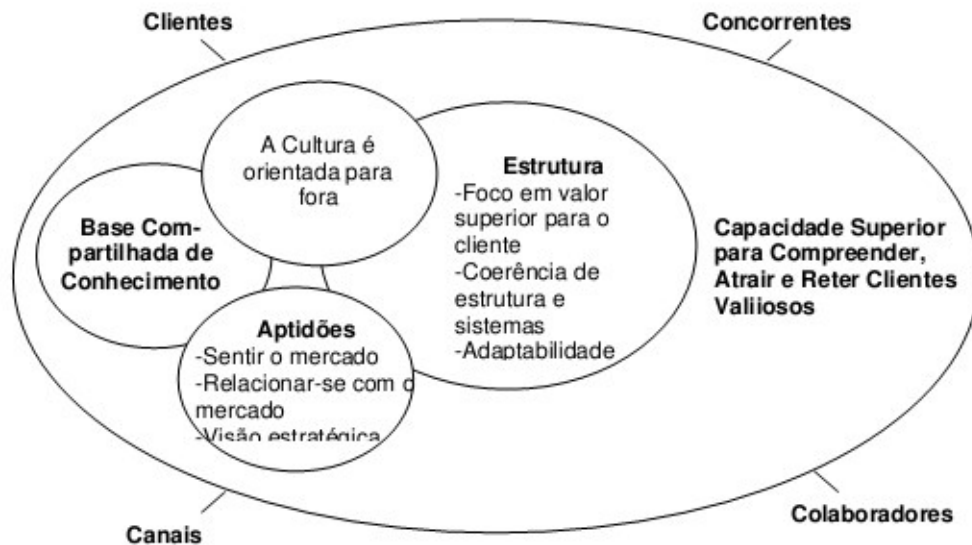 Clientes
Concorrentes
A Cultura é
orientada para
fora
Estrutura
-Foco em valor
superior para o
cliente
-Coerência de
estrutura e
sistemas
-Adaptabilidade
Base Com-
partilhada de
Conhecimento
Capacidade Superior
para Compreender,
Atrair e Reter Clientes
Valiiosos
Aptidões
-Sentir o mercado
-Relacionar-se com o
mercado
-Visão estratégica
Canais
Colaboradores